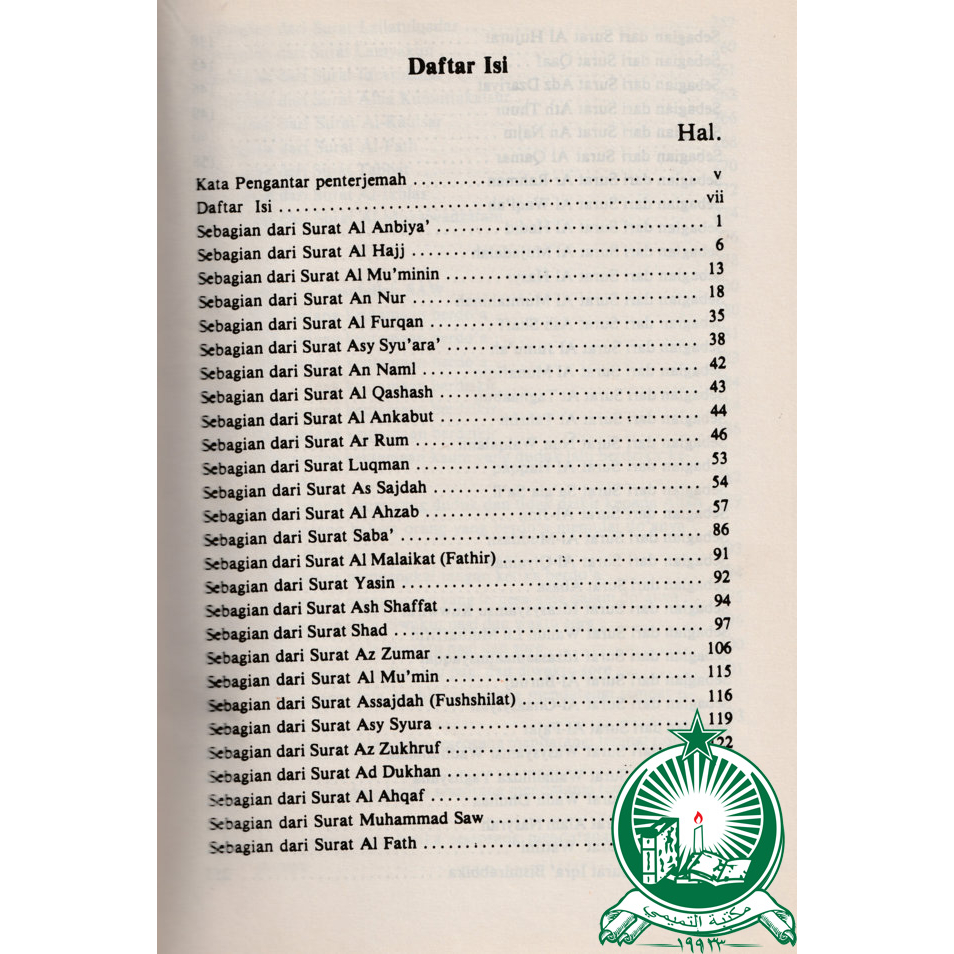 Daftar Isi
Hal.
Kata Pengantar penterjemah ........................ v
Daftar Isi ........................ vii
Sebagian dari Surat Al Anbiya’ ........................ 1
Sebagian dari Surat Al Hajj ........................ 6
Sebagian dari Surat Al Mu’minin ........................ 13
Sebagian dari Surat An Nur ........................ 18
Sebagian dari Surat Al Furqan ........................ 35
Sebagian dari Surat Asy Syu’ara’ ........................ 38
Sebagian dari Surat An Naml ........................ 42
Sebagian dari Surat Al Qashash ........................ 43
Sebagian dari Surat Al Ankabut ........................ 44
Sebagian dari Surat Ar Rum ........................ 46
Sebagian dari Surat Luqman ........................ 53
Sebagian dari Surat As Sajdah ........................ 54
Sebagian dari Surat Al Ahzab ........................ 57
Sebagian dari Surat Saba’ ........................ 86
Sebagian dari Surat Al Malaikat (Fathir) ........................ 91
Sebagian dari Surat Yasin ........................ 92
Sebagian dari Surat Ash Shaffat ........................ 94
Sebagian dari Surat Shad ........................ 97
Sebagian dari Surat Az Zumar ........................ 106
Sebagian dari Surat Al Mu’min ........................ 115
Sebagian dari Surat Assajdah (Fushshilat) ........................ 116
Sebagian dari Surat Asy Syura ........................ 119
Sebagian dari Surat Az Zukhruf ........................ 122
Sebagian dari Surat Ad Dukhan ........................
Sebagian dari Surat Al Ahqaf ........................
Sebagian dari Surat Muhammad Saw ........................
Sebagian dari Surat Al Fath ........................
مكتبة التميمي